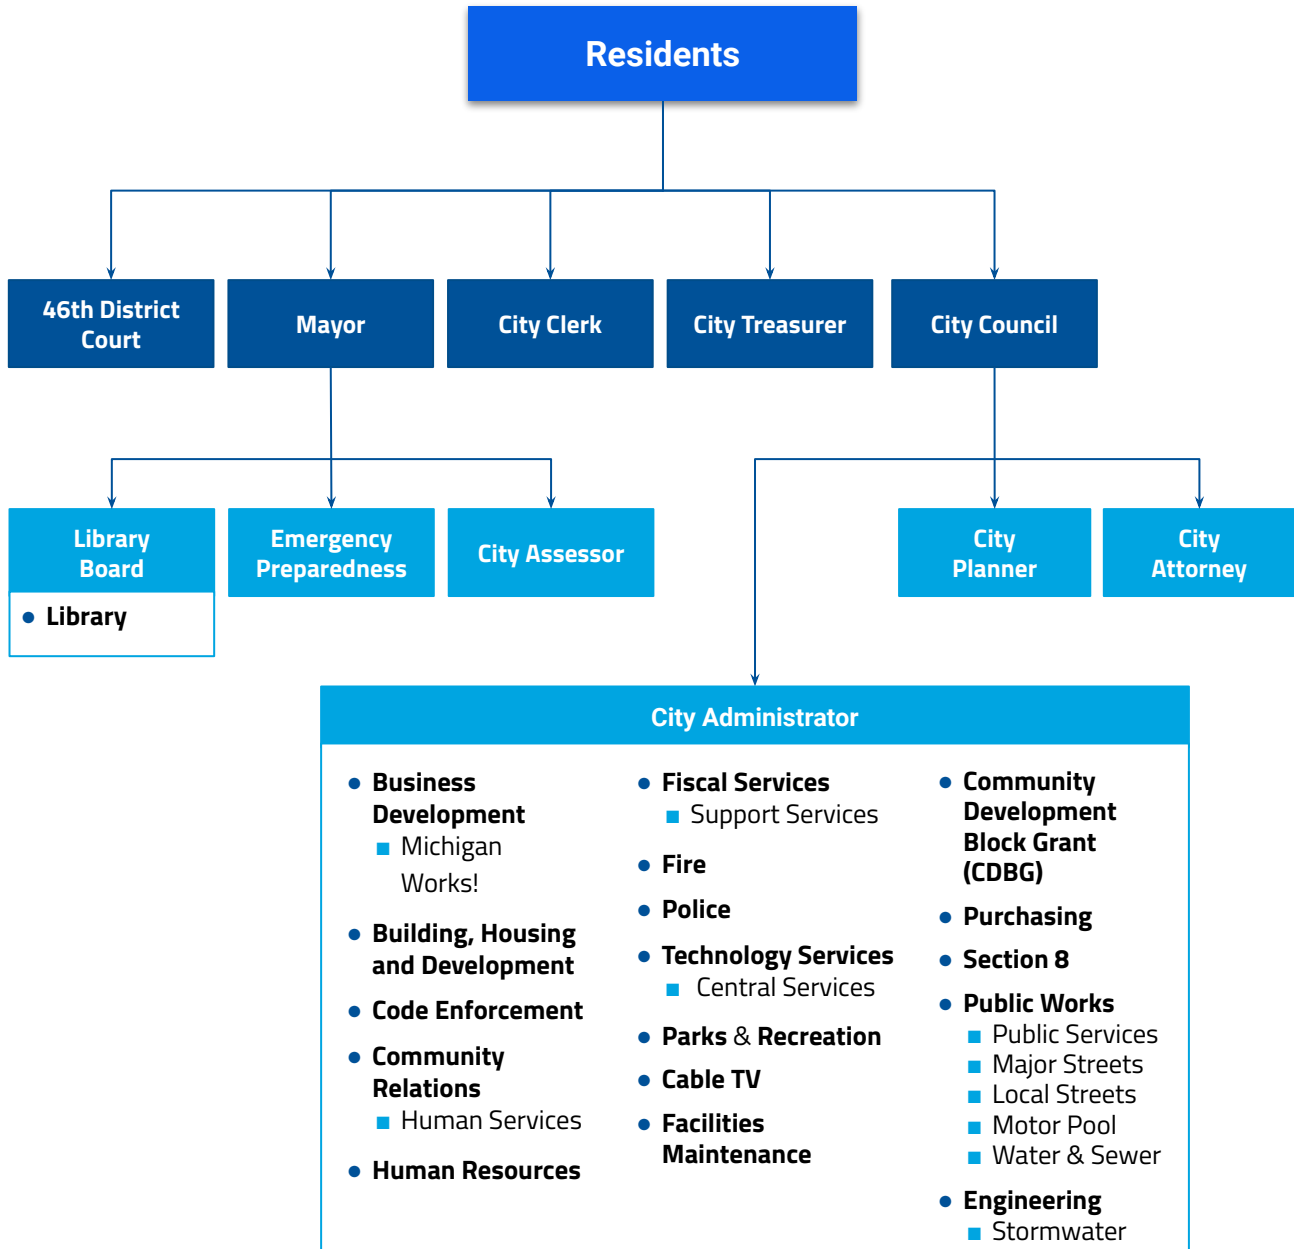 Residents
46th District
Court
Mayor
City Clerk
City Treasurer
City Council
Library
Board
Library
Emergency
Preparedness
City Assessor
City
Planner
City
Attorney
City Administrator
Business
Development
Michigan
Works!
Building, Housing
and Development
Code Enforcement
Community
Relations
Human Services
Human Resources
Fiscal Services
Support Services
Fire
Police
Technology Services
Central Services
Parks & Recreation
Cable TV
Facilities
Maintenance
Community
Development
Block Grant
(CDBG)
Purchasing
Section 8
Public Works
Public Services
Major Streets
Local Streets
Motor Pool
Water & Sewer
Engineering
Stormwater